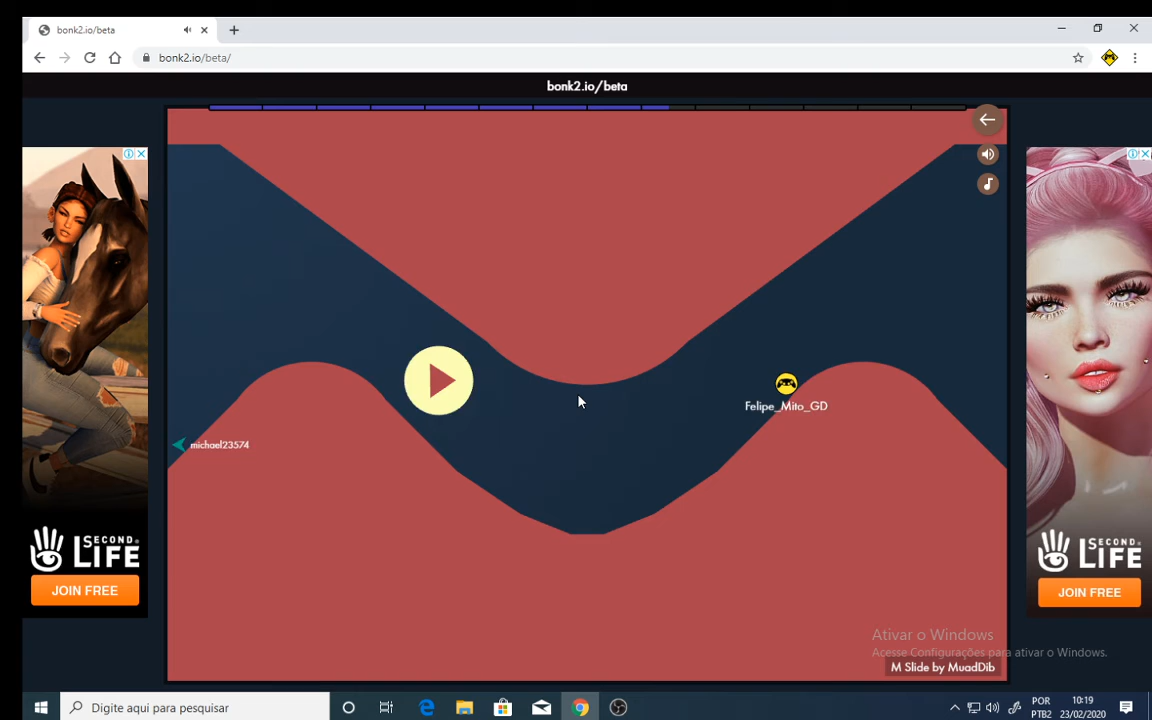 bonk2.io/beta
bonk2.io/beta/
bonk2.io/beta
Felipe_Mito_GD
michael23574
SECOND
LIFE
JOIN FREE
SECOND
LIFE
JOIN FREE
Ativar o Windows
Acesse Configurações para ativar o Windows.
M Slide by MuadDib
Digite aqui para pesquisar
POR
PTB2
10:19
23/02/2020